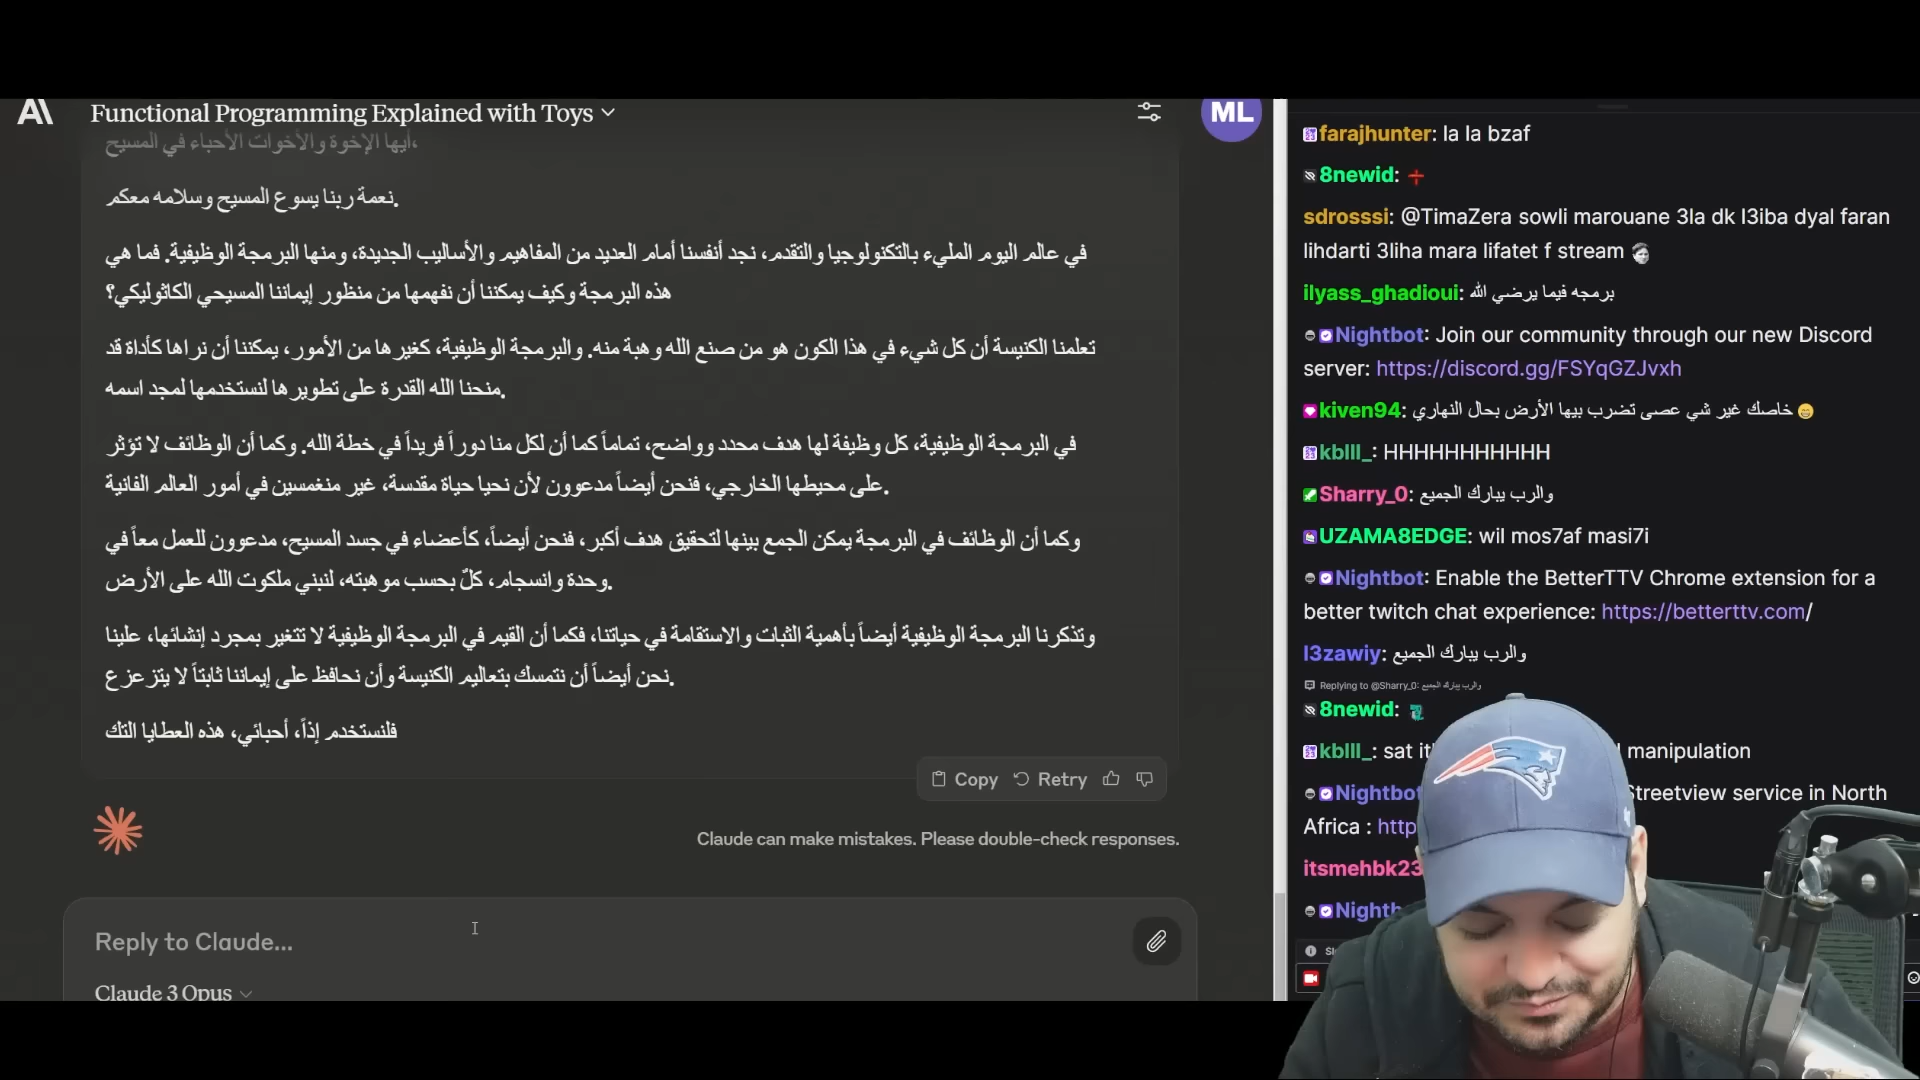 Functional Programming Explained with Toys
ML
أيها الإخوة والأخوات الأحباء في المسيح،
نعمة ربنا يسوع المسيح وسلامه معكم.
في عالم اليوم المليء بالتكنولوجيا والتقدم، نجد أنفسنا أمام العديد من المفاهيم والأساليب الجديدة، ومنها البرمجة الوظيفية. فما هي
هذه البرمجة وكيف يمكننا أن نفهمها من منظور إيماننا المسيحي الكاثوليكي؟
تعلمنا الكنيسة أن كل شيء في هذا الكون هو من صنع الله وهبة منه. والبرمجة الوظيفية، كغيرها من الأمور، يمكننا أن نراها كأداة قد
منحنا الله القدرة على تطويرها لنستخدمها لمجد اسمه.
في البرمجة الوظيفية، كل وظيفة لها هدف محدد وواضح، تماماً كما أن لكل منا دوراً فريداً في خطة الله. وكما أن الوظائف لا تؤثر
على محيطها الخارجي، فنحن أيضاً مدعوون لأن نحيا حياة مقدسة، غير منغمسين في أمور العالم الفانية.
وكما أن الوظائف في البرمجة يمكن الجمع بينها لتحقيق هدف أكبر، فنحن أيضاً، كأعضاء في جسد المسيح، مدعوون للعمل معاً في
وحدة وانسجام، كلٌ بحسب موهبته، لنبني ملكوت الله على الأرض.
وتذكرنا البرمجة الوظيفية أيضاً بأهمية الثبات والاستقامة في حياتنا، فكما أن القيم في البرمجة الوظيفية لا تتغير بمجرد إنشائها، علينا
نحن أيضاً أن نتمسك بتعاليم الكنيسة وأن نحافظ على إيماننا ثابتاً لا يتزعزع.
فلنستخدم إذاً، أحبائي، هذه العطايا التك
Copy Retry
Claude can make mistakes. Please double-check responses.
Reply to Claude...
Claude 3 Opus
farajhunter: la la bzaf
8newid:
sdrosssi: @TimaZera sowli marouane 3la dk l3iba dyal faran
lihdarti 3liha mara lifatet f stream
ilyass_ghadioui: برمجه فيما يرضي الله
Nightbot: Join our community through our new Discord
server: https://discord.gg/FSYqGZJvxh
kiven94: خاصك غير شي عصى تضرب بيها الأرض بحال النهاري
kblll_: HHHHHHHHHHH
Sharry_0: والرب يبارك الجميع
UZAMA8EDGE: wil mos7af masi7i
Nightbot: Enable the BetterTTV Chrome extension for a
better twitch chat experience: https://betterttv.com/
l3zawiy: والرب يبارك الجميع
Replying to @Sharry_0: والرب يبارك الجميع
8newid:
kblll_: sat manipulation
Nightbot Streetview service in North
Africa : http
itsmehbk23
Nightb